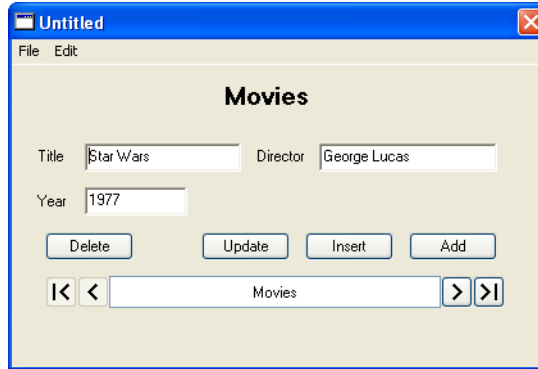 Untitled
File Edit
Movies
Title Star Wars Director George Lucas
Year 1977
Delete Update Insert Add
Movies